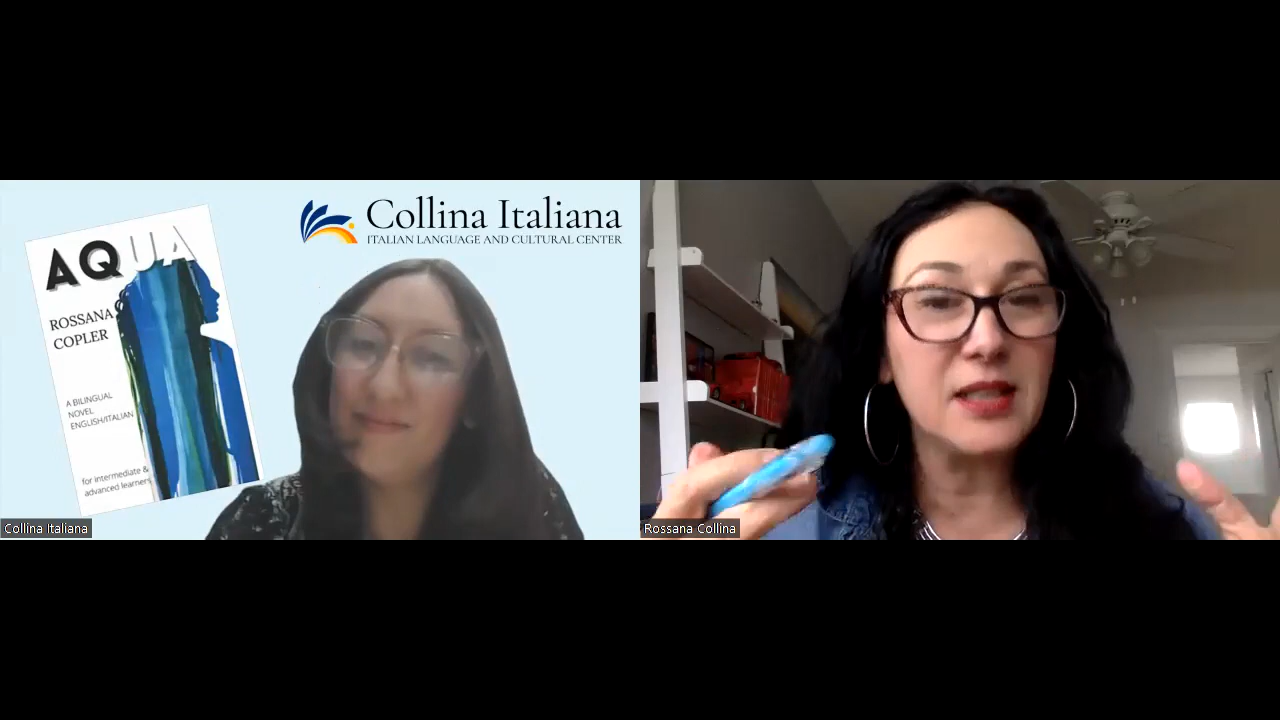 Collina Italiana
ITALIAN LANGUAGE AND CULTURAL CENTER
AQUA
ROSSANA
COPLER
A BILINGUAL
NOVEL
ENGLISH/ITALIAN
for intermediate &
advanced learners
Collina Italiana
Rossana Collina